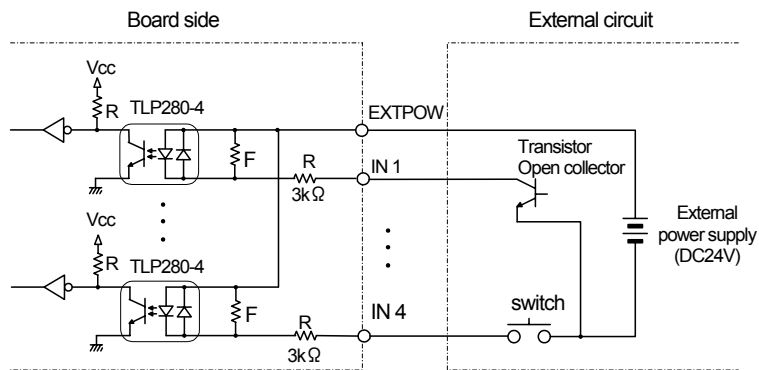 Board side
External circuit
Vcc
R
TLP280-4
EXTPOW
F
R
IN 1
3kΩ
Transistor
Open collector
External
power supply
(DC24V)
Vcc
R
TLP280-4
F
R
IN 4
3kΩ
switch